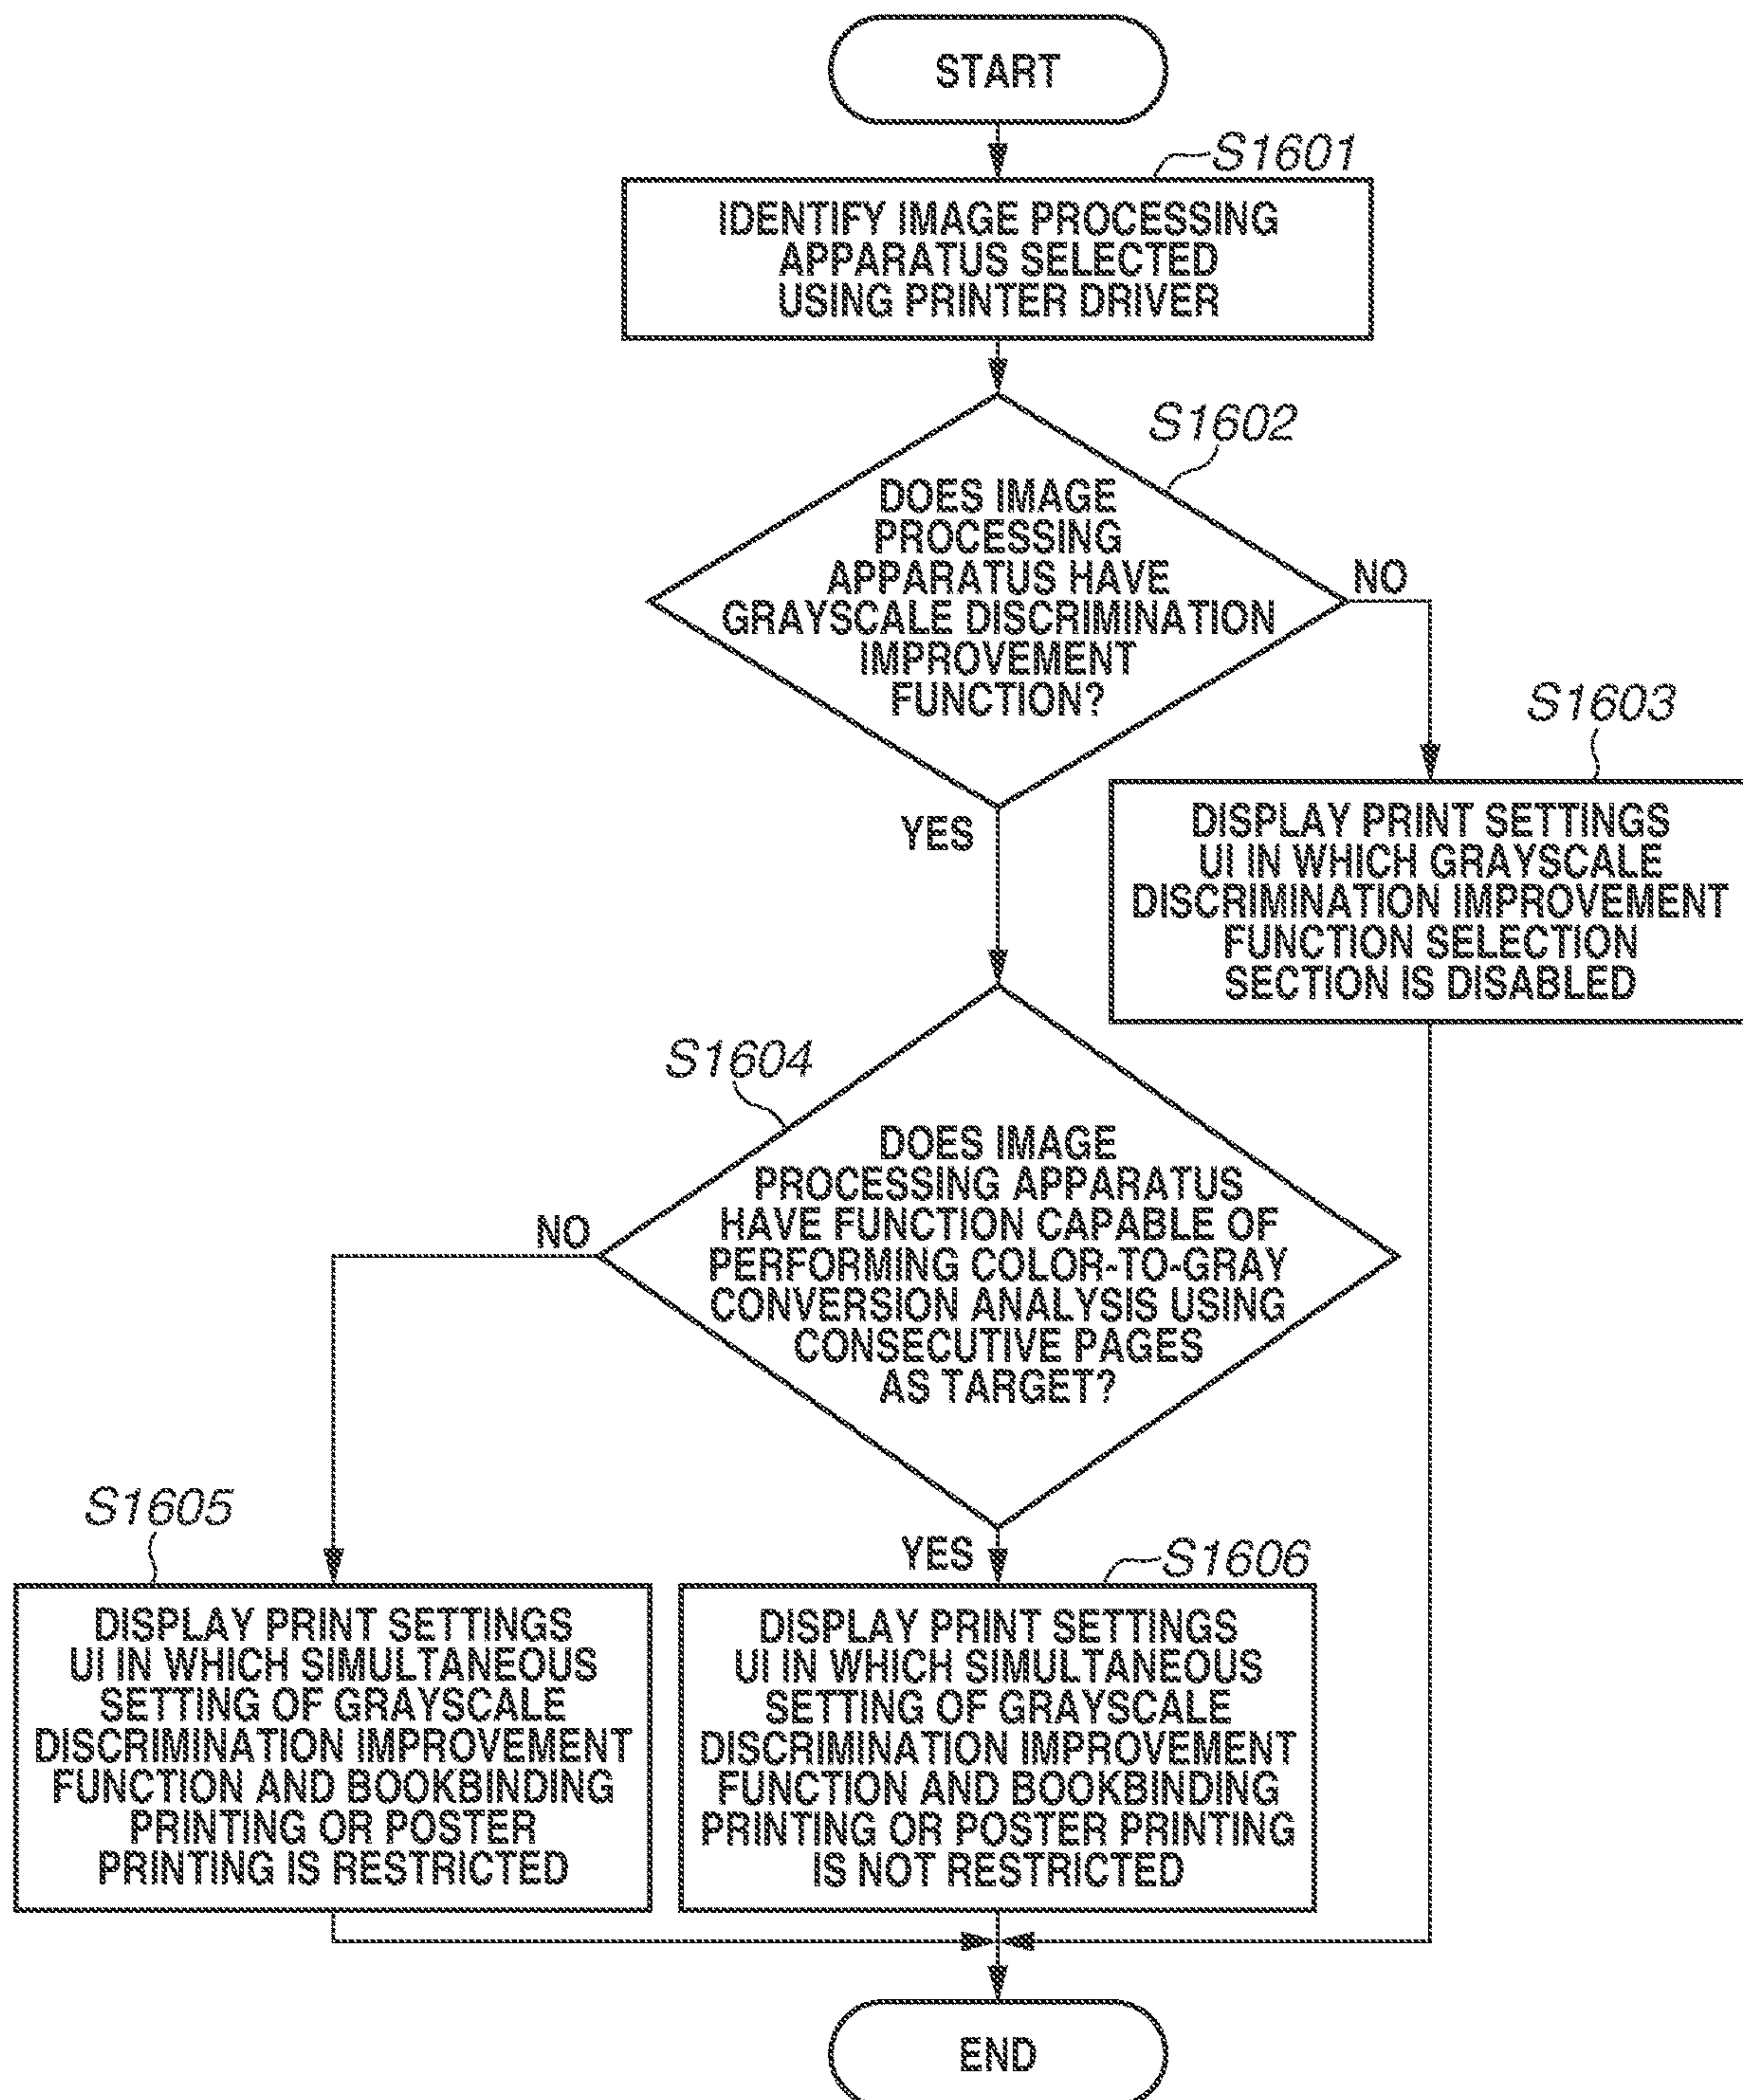 START
S1601
IDENTIFY IMAGE PROCESSING
APPARATUS SELECTED
USING PRINTER DRIVER
S1602
DOES IMAGE
PROCESSING
APPARATUS HAVE
GRAYSCALE DISCRIMINATION
IMPROVEMENT
FUNCTION?
NO
YES
S1603
DISPLAY PRINT SETTINGS
UI IN WHICH GRAYSCALE
DISCRIMINATION IMPROVEMENT
FUNCTION SELECTION
SECTION IS DISABLED
S1604
DOES IMAGE
PROCESSING APPARATUS
HAVE FUNCTION CAPABLE OF
PERFORMING COLOR-TO-GRAY
CONVERSION ANALYSIS USING
CONSECUTIVE PAGES
AS TARGET?
NO
YES
S1605
DISPLAY PRINT SETTINGS
UI IN WHICH SIMULTANEOUS
SETTING OF GRAYSCALE
DISCRIMINATION IMPROVEMENT
FUNCTION AND BOOKBINDING
PRINTING OR POSTER
PRINTING IS RESTRICTED
S1606
DISPLAY PRINT SETTINGS
UI IN WHICH SIMULTANEOUS
SETTING OF GRAYSCALE
DISCRIMINATION IMPROVEMENT
FUNCTION AND BOOKBINDING
PRINTING OR POSTER PRINTING
IS NOT RESTRICTED
END